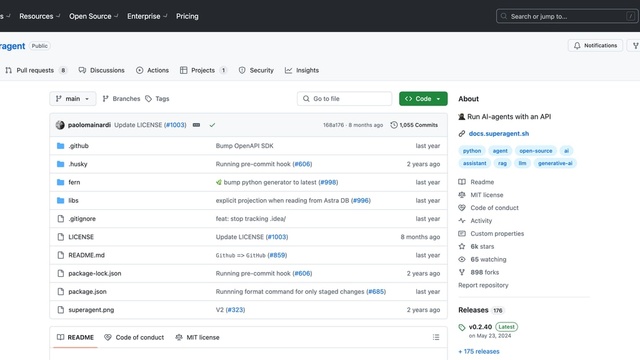 s Resources Open Source Enterprise Pricing Search or jump to... /
ragent Public Notifications
Pull requests 8 Discussions Actions Projects 1 Security Insights
main Branches Tags Go to file Code
paolomainardi Update LICENSE (#1003) 168a176 · 8 months ago 1,055 Commits
.github Bump OpenAPI SDK last year
.husky Running pre-commit hook (#606) 2 years ago
fern bump python generator to latest (#998) last year
libs explicit projection when reading from Astra DB (#996) last year
.gitignore feat: stop tracking .idea/ last year
LICENSE Update LICENSE (#1003) 8 months ago
README.md Github => GitHub (#859) last year
package-lock.json Running pre-commit hook (#606) 2 years ago
package.json Runnning format command for only staged changes (#685) last year
superagent.png V2 (#323) 2 years ago
README Code of conduct MIT license
About
Run AI-agents with an API
docs.superagent.sh
python agent open-source ai
assistant rag llm generative-ai
Readme
MIT license
Code of conduct
Activity
Custom properties
6k stars
65 watching
898 forks
Report repository
Releases 176
v0.2.40 Latest
on May 23, 2024
+ 175 releases